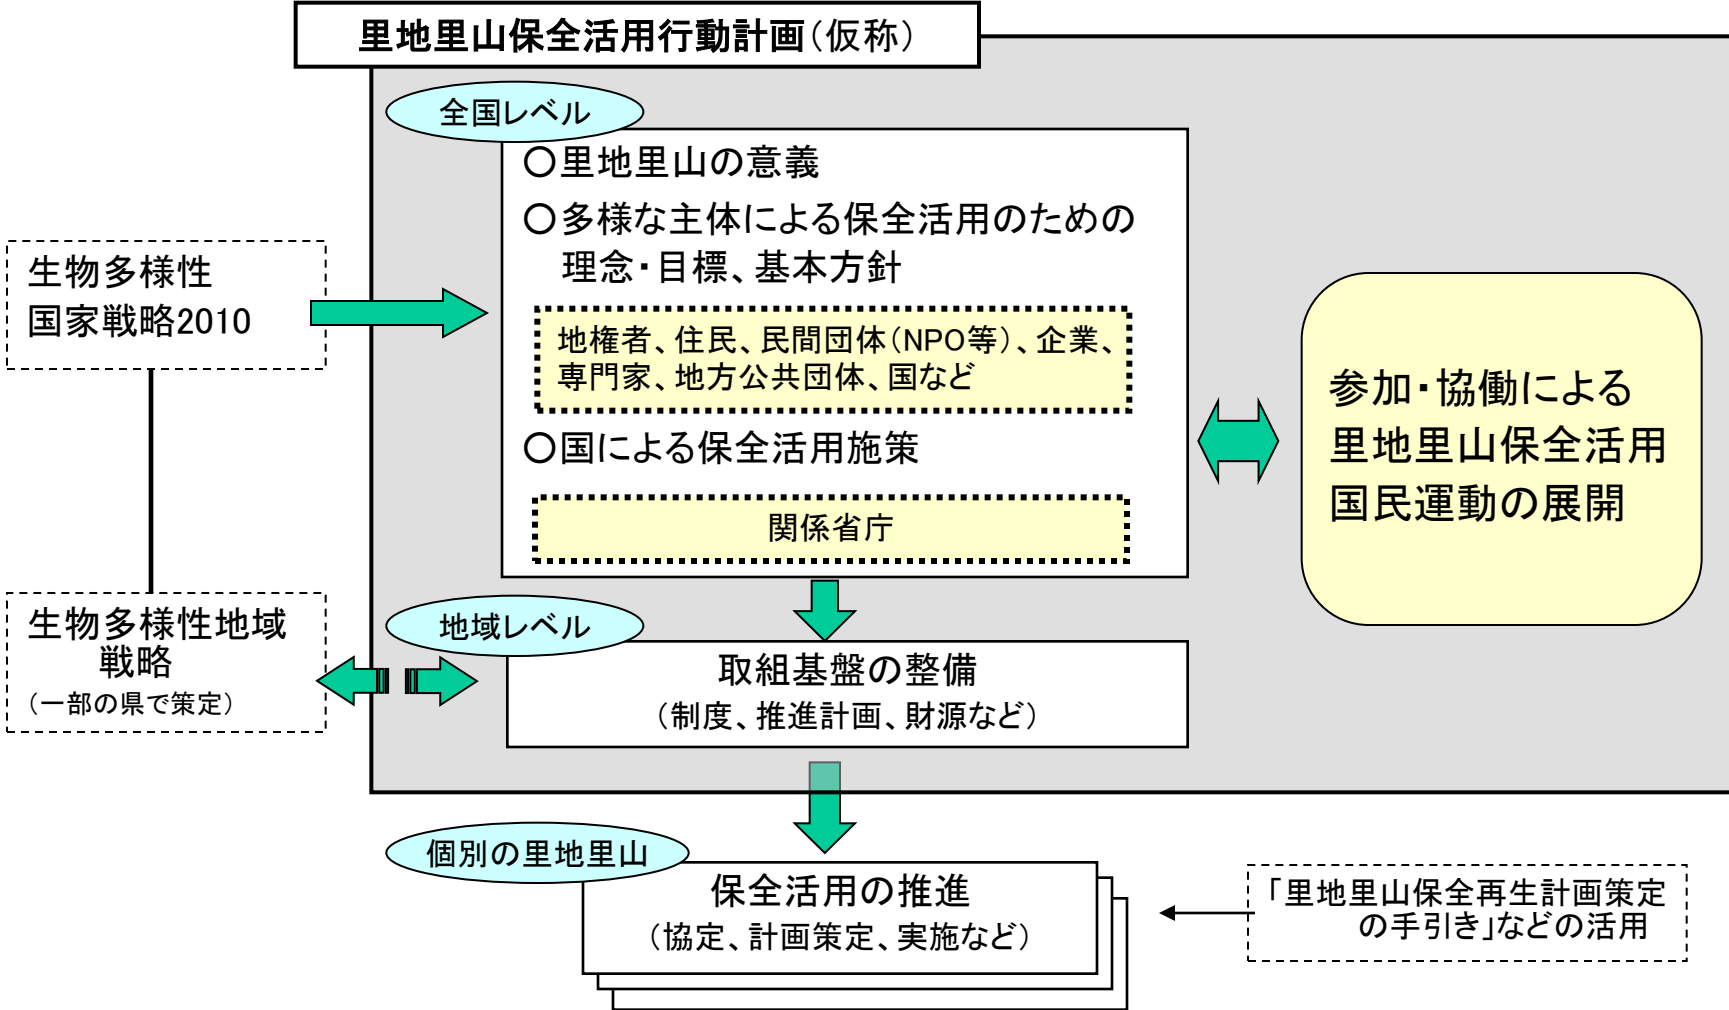 里地里山保全活用行動計画（仮称）
全国レベル
○里地里山の意義
○多様な主体による保全活用のための
理念・目標、基本方針
地権者、住民、民間団体（NPO等）、企業、
専門家、地方公共団体、国など
○国による保全活用施策
関係省庁
生物多様性
国家戦略2010
参加・協働による
里地里山保全活用
国民運動の展開
生物多様性地域
戦略
（一部の県で策定）
地域レベル
取組基盤の整備
（制度、推進計画、財源など）
個別の里地里山
保全活用の推進
（協定、計画策定、実施など）
「里地里山保全再生計画策定
の手引き」などの活用